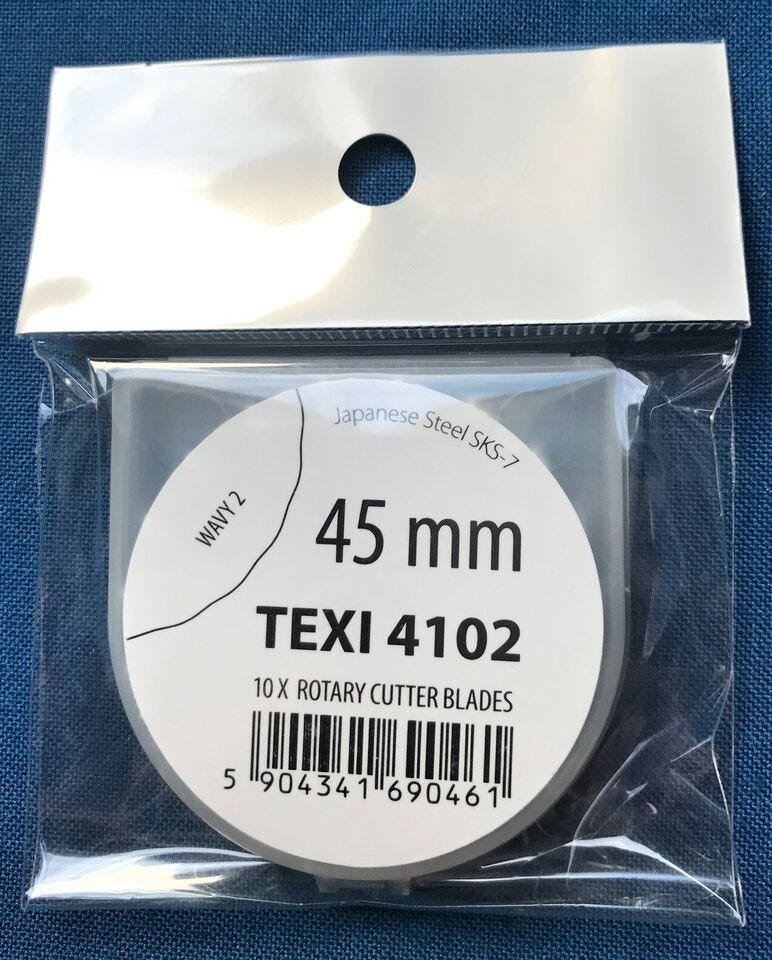 Japanese Steel SKS-7
WAVY 2
45 mm
TEXI 4102
10 X ROTARY CUTTER BLADES
5 904341 690461